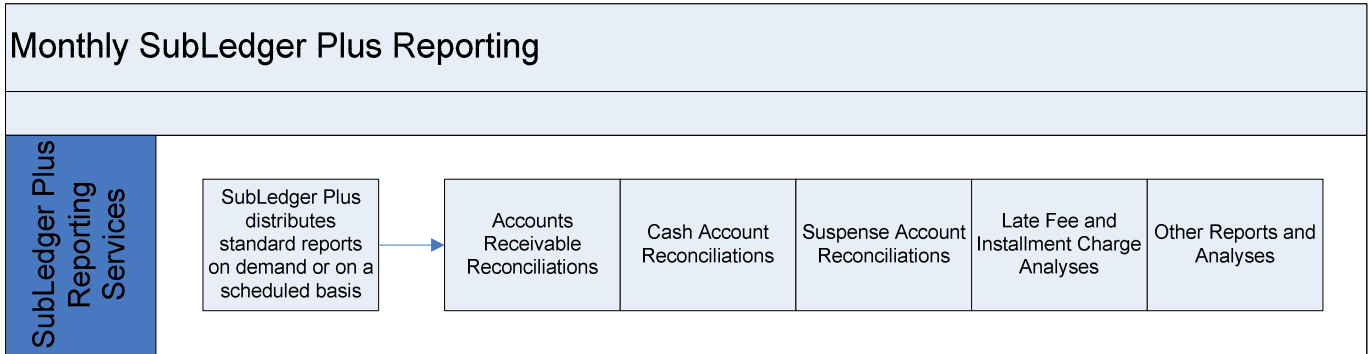 Monthly SubLedger Plus Reporting
SubLedger Plus
Reporting
Services
SubLedger Plus
distributes
standard reports
on demand or on a
scheduled basis
Accounts
Receivable
Reconciliations
Cash Account
Reconciliations
Suspense Account
Reconciliations
Late Fee and
Installment Charge
Analyses
Other Reports and
Analyses